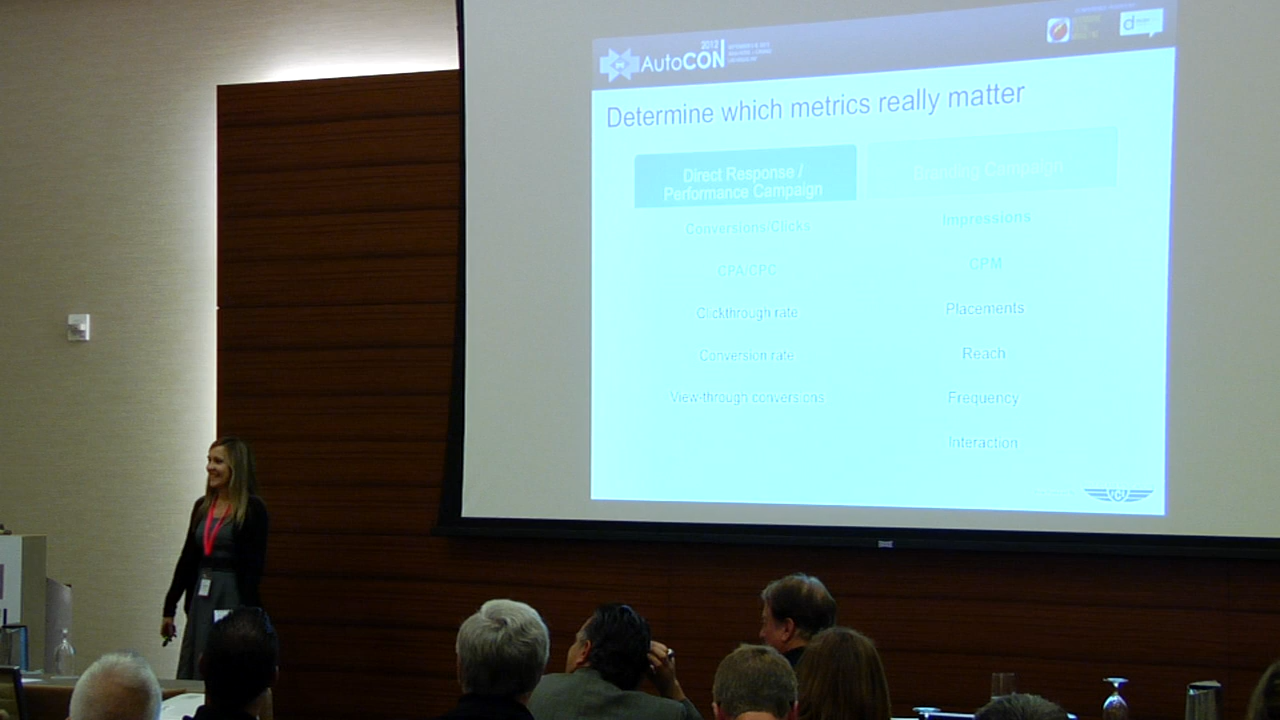 2012
AutoCON
Determine which metrics really matter
Direct Response /
Performance Campaign
Branding Campaign
Conversions/Clicks
Impressions
CPA/CPC
CPM
Clickthrough rate
Placements
Conversion rate
Reach
View-through conversions
Frequency
Interaction